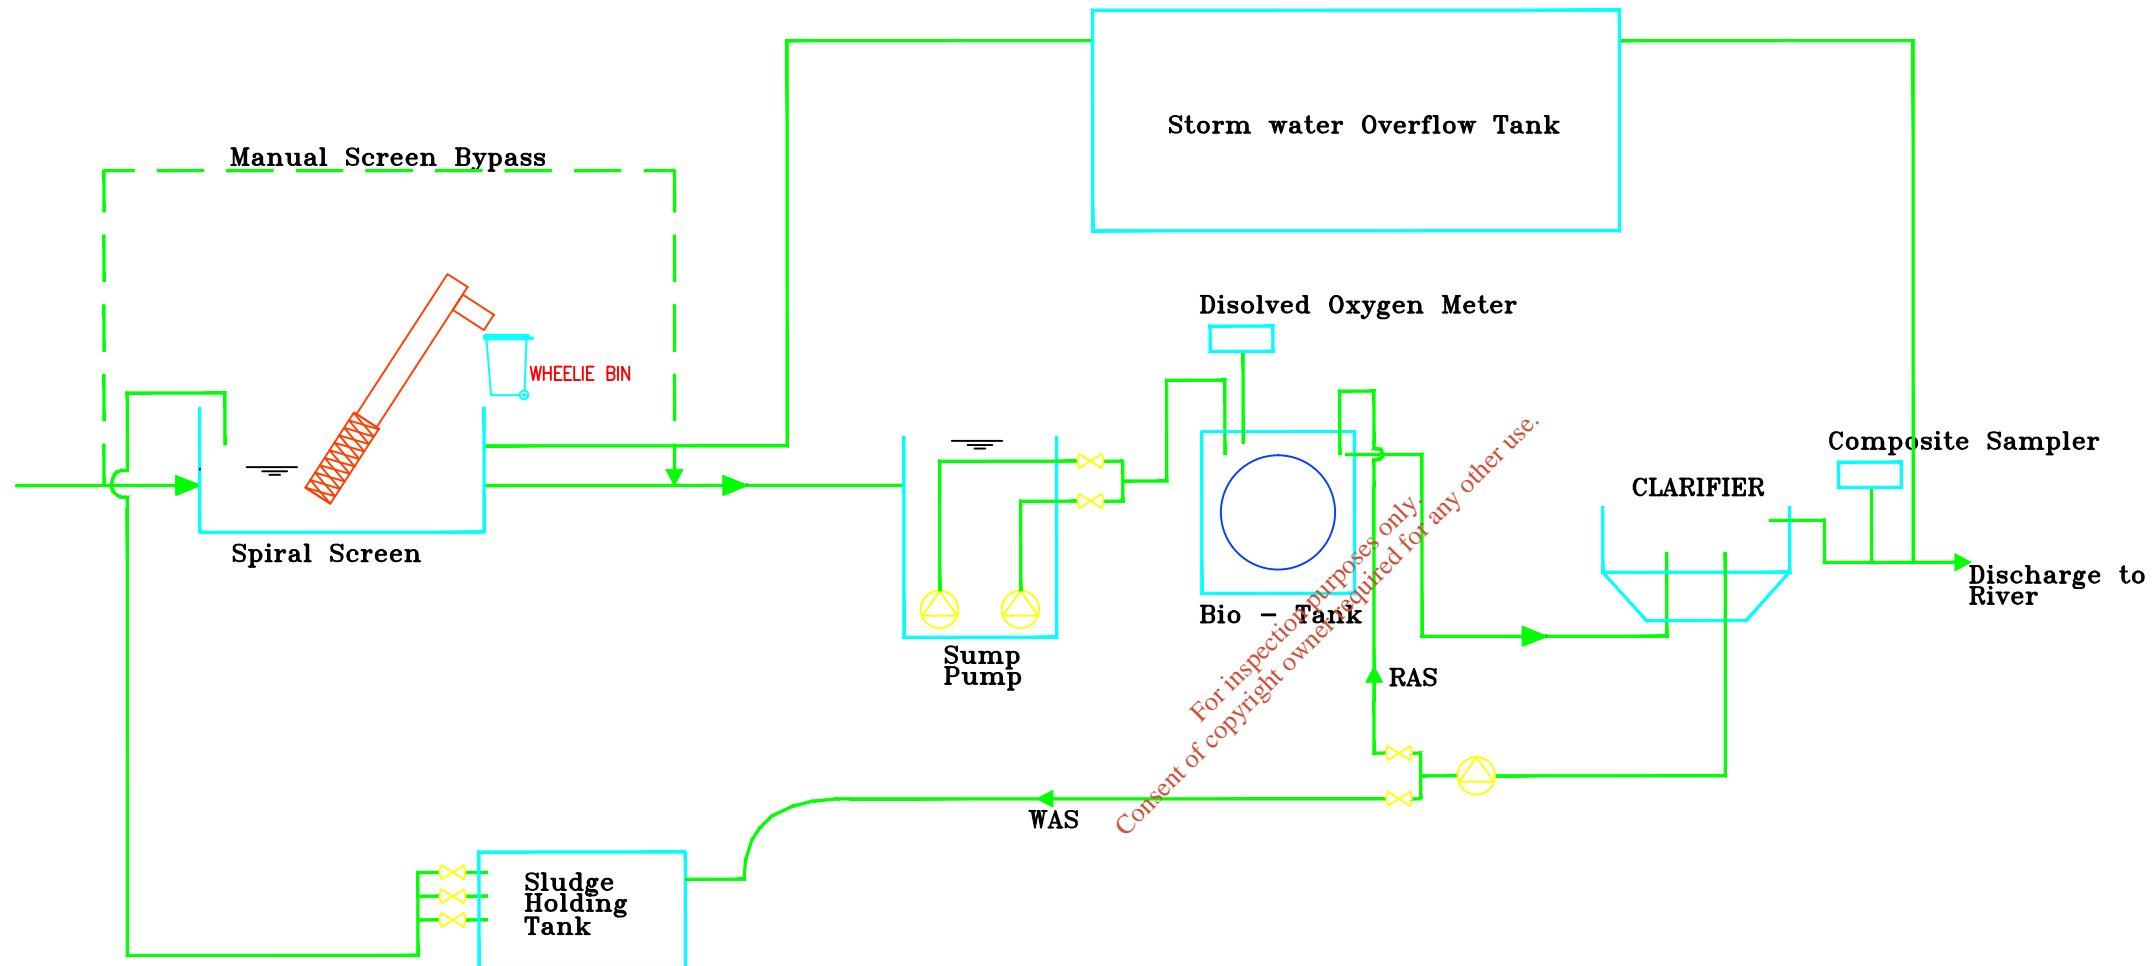 Storm water Overflow Tank
Manual Screen Bypass
Disolved Oxygen Meter
WHEELIE BIN
Composite Sampler
CLARIFIER
Spiral Screen
Discharge to
River
Bio - Tank
Sump
Pump
RAS
WAS
Sludge
Holding
Tank
For inspection purposes only.
Consent of copyright owner required for any other use.